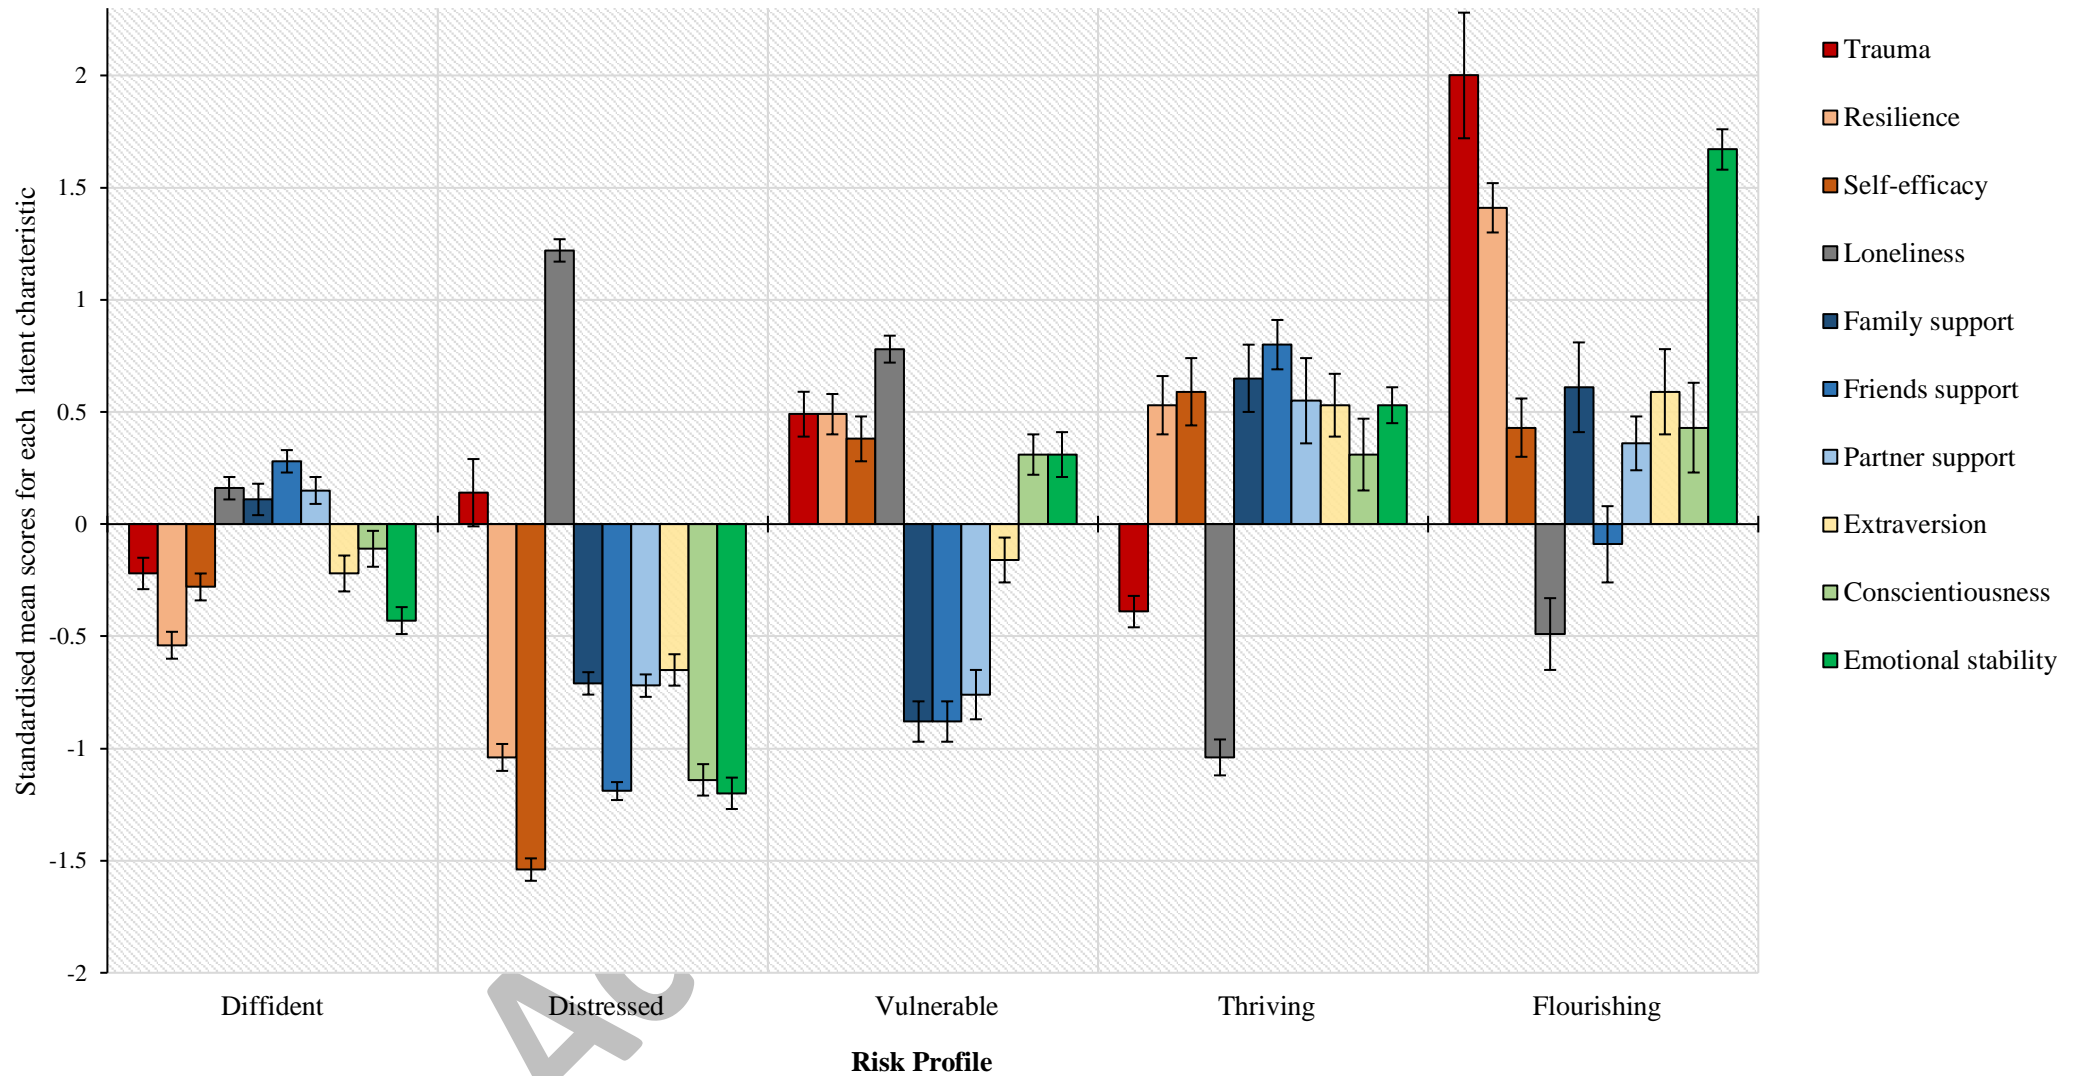 Standardised mean scores for each latent charateristic
2
1.5
1
0.5
0
-0.5
-1
-1.5
-2
Diffident
Distressed
Vulnerable
Thriving
Flourishing
Risk Profile
Trauma
Resilience
Self-efficacy
Loneliness
Family support
Friends support
Partner support
Extraversion
Conscientiousness
Emotional stability